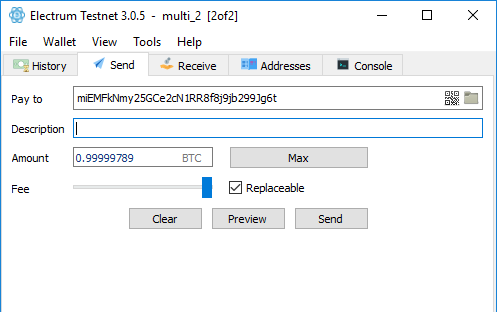 Electrum Testnet 3.0.5 - multi_2 [2of2]
File Wallet View Tools Help
History Send Receive Addresses Console
Pay to miEMFkNmy25GCe2cN1RR8f8j9jb299Jg6t
Description
Amount 0.99999789 BTC Max
Fee Replaceable
Clear Preview Send